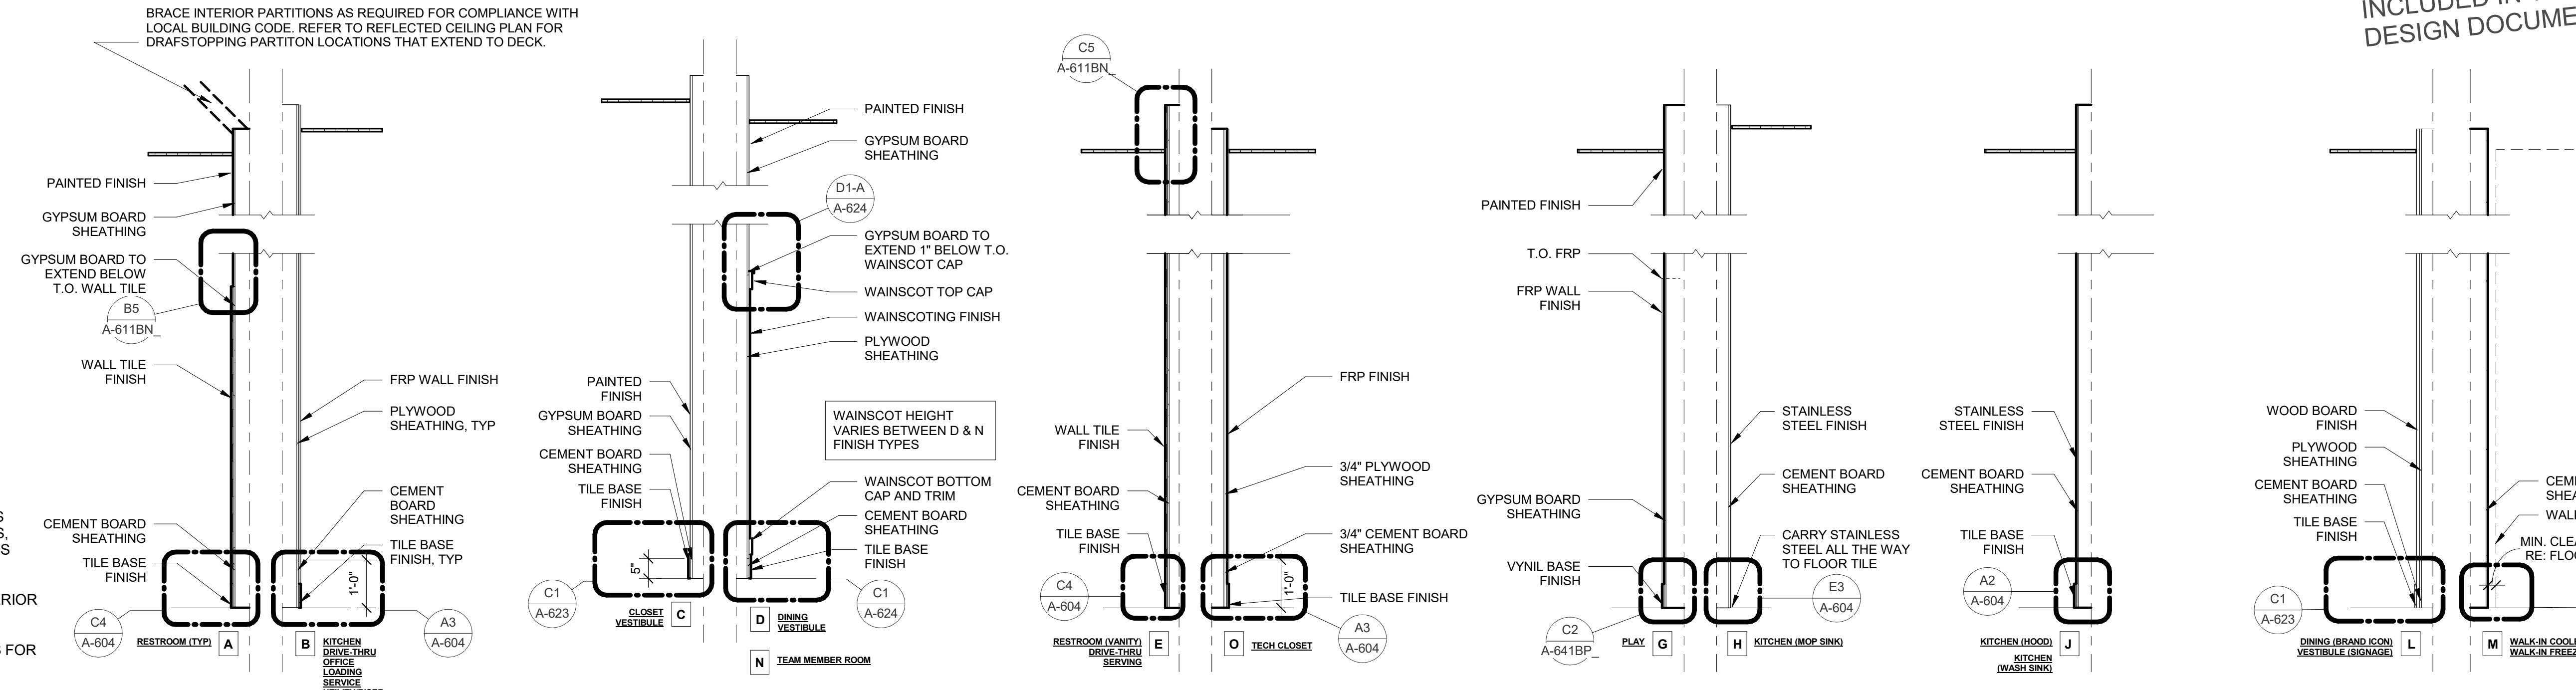 BRACE INTERIOR PARTITIONS AS REQUIRED FOR COMPLIANCE WITH
LOCAL BUILDING CODE. REFER TO REFLECTED CEILING PLAN FOR
DRAFSTOPPING PARTITON LOCATIONS THAT EXTEND TO DECK.
PAINTED FINISH
GYPSUM BOARD
SHEATHING
GYPSUM BOARD TO
EXTEND BELOW
T.O. WALL TILE
B5
A-611BN_
WALL TILE
FINISH
CEMENT BOARD
SHEATHING
TILE BASE
FINISH
C4
A-604
RESTROOM (TYP)
A
FRP WALL FINISH
PLYWOOD
SHEATHING, TYP
CEMENT
BOARD
SHEATHING
TILE BASE
FINISH, TYP
1'-0"
A3
A-604
B
KITCHEN
DRIVE-THRU
OFFICE
LOADING
SERVICE
FOR
PAINTED
FINISH
GYPSUM BOARD
SHEATHING
CEMENT BOARD
SHEATHING
TILE BASE
FINISH
5"
C1
A-623
CLOSET
VESTIBULE
C
PAINTED FINISH
GYPSUM BOARD
SHEATHING
D1-A
A-624
GYPSUM BOARD TO
EXTEND 1" BELOW T.O.
WAINSCOT CAP
WAINSCOT TOP CAP
WAINSCOTING FINISH
PLYWOOD
SHEATHING
WAINSCOT HEIGHT
VARIES BETWEEN D & N
FINISH TYPES
WAINSCOT BOTTOM
CAP AND TRIM
CEMENT BOARD
SHEATHING
TILE BASE
FINISH
C1
A-624
D
DINING
VESTIBULE
N
TEAM MEMBER ROOM
C5
A-611BN_
WALL TILE
FINISH
CEMENT BOARD
SHEATHING
TILE BASE
FINISH
C4
A-604
RESTROOM (VANITY)
DRIVE-THRU
SERVING
E
FRP FINISH
3/4" PLYWOOD
SHEATHING
3/4" CEMENT BOARD
SHEATHING
1'-0"
TILE BASE FINISH
A3
A-604
O
TECH CLOSET
PAINTED FINISH
T.O. FRP
FRP WALL
FINISH
GYPSUM BOARD
SHEATHING
VYNIL BASE
FINISH
C2
A-641BP_
PLAY
G
STAINLESS
STEEL FINISH
CEMENT BOARD
SHEATHING
CARRY STAINLESS
STEEL ALL THE WAY
TO FLOOR TILE
E3
A-604
H
KITCHEN (MOP SINK)
STAINLESS
STEEL FINISH
CEMENT BOARD
SHEATHING
TILE BASE
FINISH
A2
A-604
KITCHEN (HOOD)
KITCHEN
(WASH SINK)
J
WOOD BOARD
FINISH
PLYWOOD
SHEATHING
CEMENT BOARD
SHEATHING
TILE BASE
FINISH
C1
A-623
DINING (BRAND ICON)
VESTIBULE (SIGNAGE)
L
MIN.
RE:
M
WALK-IN
WALK-IN
INCLUDED
DESIGN